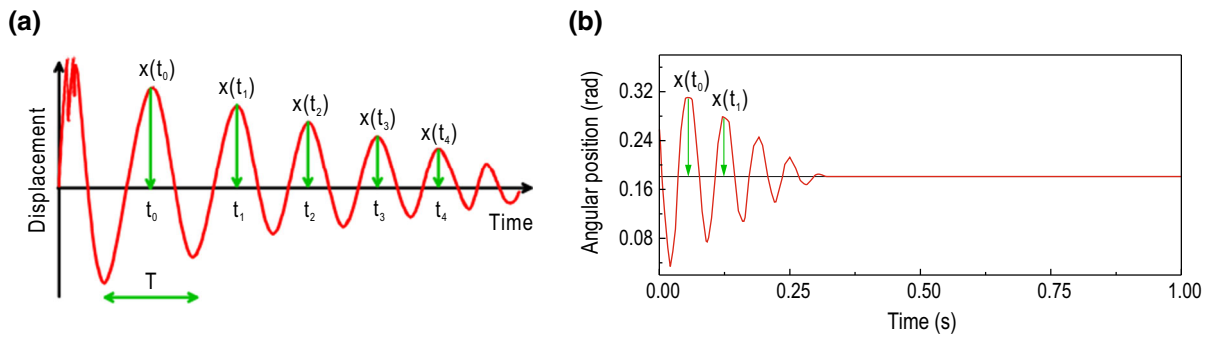 (a)
x(t₀)
x(t₁)
x(t₂)
x(t₃)
x(t₄)
Displacement
t₀
t₁
t₂
t₃
t₄
Time
T
(b)
Angular position (rad)
0.32
0.24
0.16
0.08
x(t₀)
x(t₁)
0.00
0.25
0.50
0.75
1.00
Time (s)